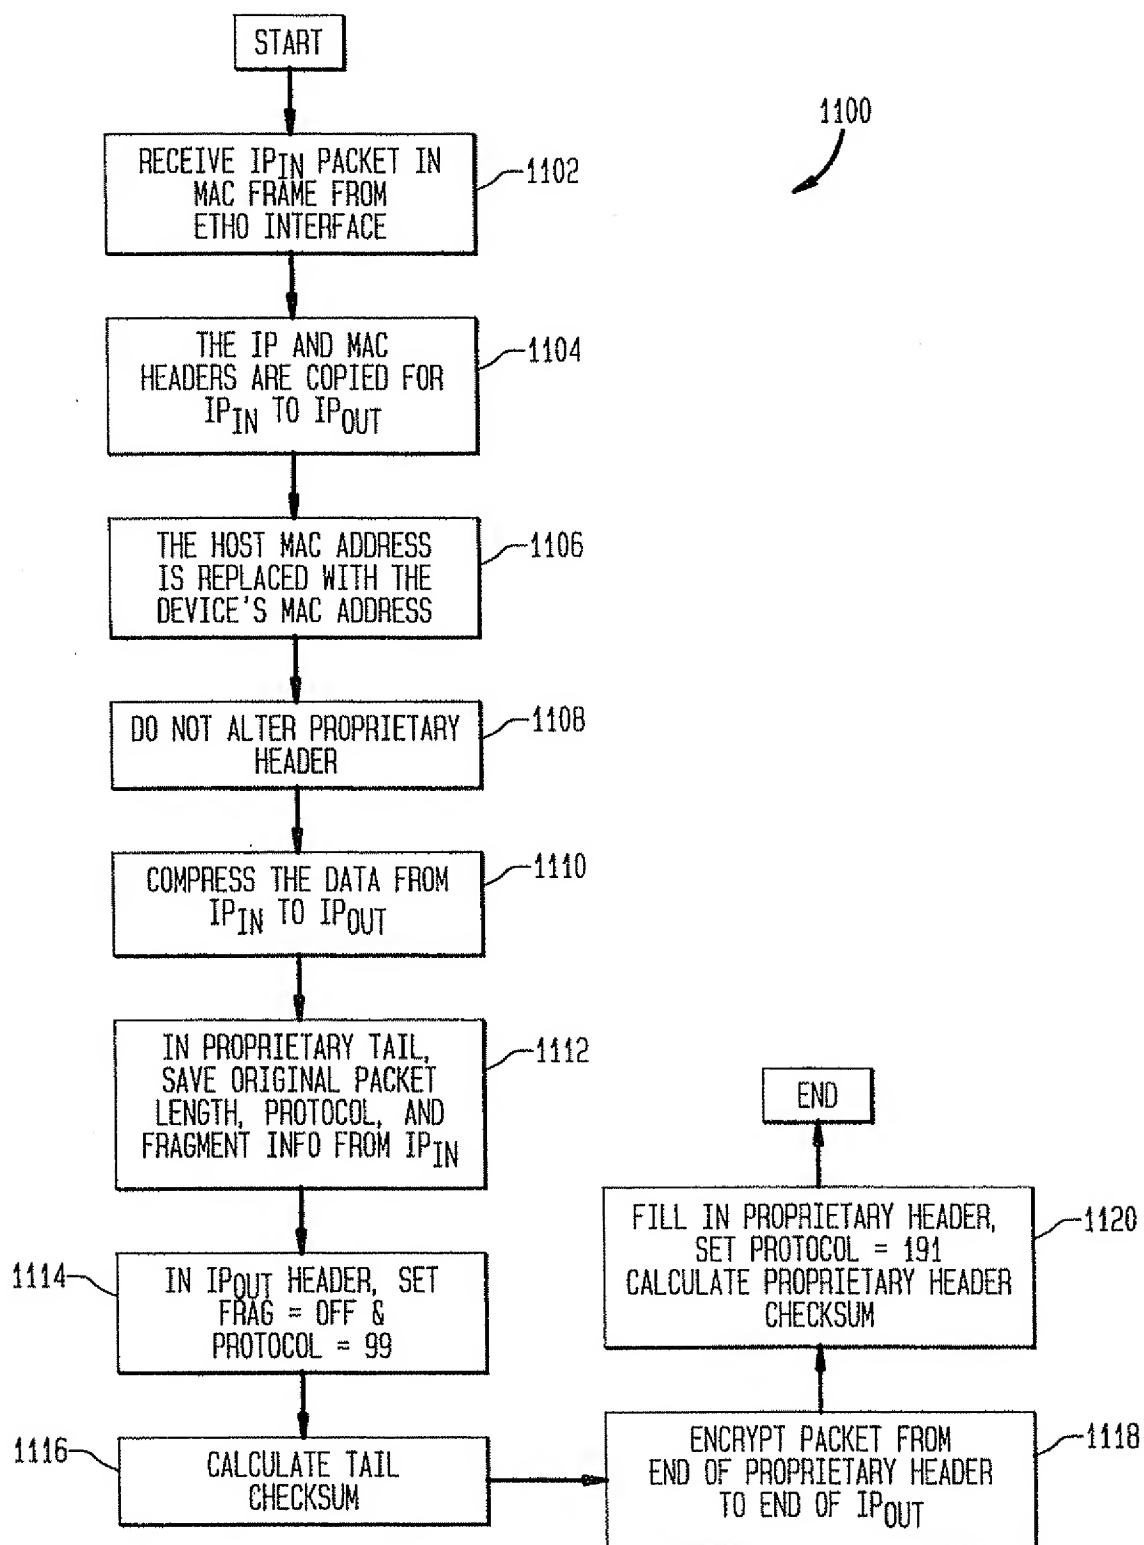 START
1100
RECEIVE IPIN PACKET IN
MAC FRAME FROM
ETHO INTERFACE
1102
THE IP AND MAC
HEADERS ARE COPIED FOR
IPIN TO IPOUT
1104
THE HOST MAC ADDRESS
IS REPLACED WITH THE
DEVICE'S MAC ADDRESS
1106
DO NOT ALTER PROPRIETARY
HEADER
1108
COMPRESS THE DATA FROM
IPIN TO IPOUT
1110
IN PROPRIETARY TAIL,
SAVE ORIGINAL PACKET
LENGTH, PROTOCOL, AND
FRAGMENT INFO FROM IPIN
1112
1114
IN IPOUT HEADER, SET
FRAG = OFF &
PROTOCOL = 99
1116
CALCULATE TAIL
CHECKSUM
ENCRYPT PACKET FROM
END OF PROPRIETARY HEADER
TO END OF IPOUT
1118
FILL IN PROPRIETARY HEADER,
SET PROTOCOL = 191
CALCULATE PROPRIETARY HEADER
CHECKSUM
1120
END